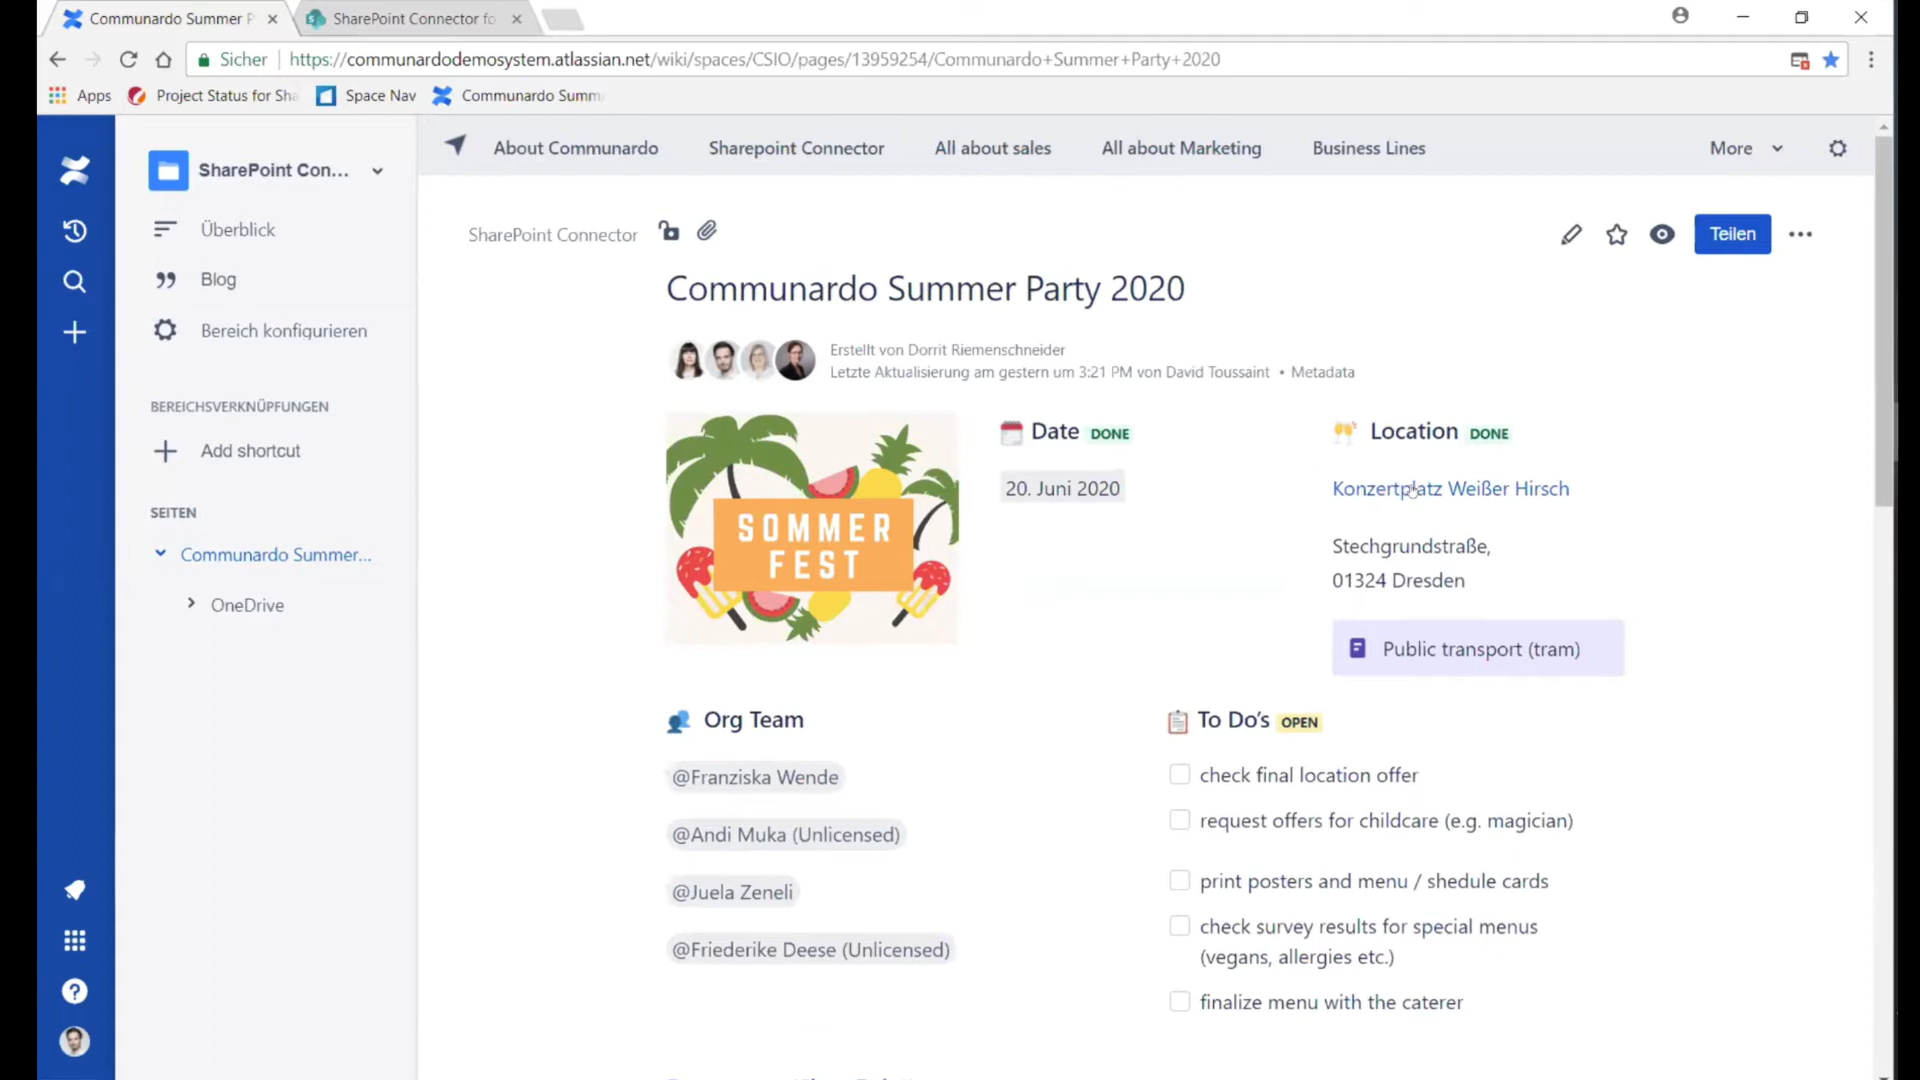 Communardo Summer P
SharePoint Connector fo
Sicher
https://communardodemosystem.atlassian.net/wiki/spaces/CSIO/pages/13959254/Communardo+Summer+Party+2020
Apps
Project Status for Sha
Space Nav
Communardo Summ
SharePoint Con...
Überblick
Blog
Bereich konfigurieren
BEREICHSVERKNÜPFUNGEN
Add shortcut
SEITEN
Communardo Summer...
OneDrive
About Communardo
Sharepoint Connector
All about sales
All about Marketing
Business Lines
More
SharePoint Connector
Teilen
Communardo Summer Party 2020
Erstellt von Dorrit Riemenschneider
Letzte Aktualisierung am gestern um 3:21 PM von David Toussaint • Metadata
SOMMER
FEST
Date DONE
20. Juni 2020
Location DONE
Konzertplatz Weißer Hirsch
Stechgrundstraße,
01324 Dresden
Public transport (tram)
Org Team
@Franziska Wende
@Andi Muka (Unlicensed)
@Juela Zeneli
@Friederike Deese (Unlicensed)
To Do's OPEN
check final location offer
request offers for childcare (e.g. magician)
print posters and menu / shedule cards
check survey results for special menus
(vegans, allergies etc.)
finalize menu with the caterer